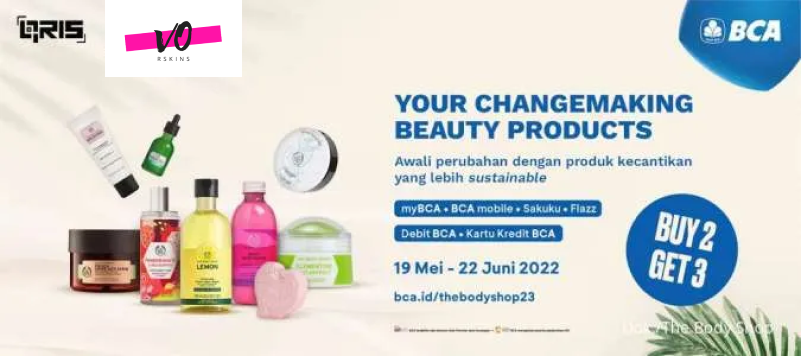 QRIS
VO
RSKINS
BCA
YOUR CHANGEMAKING
BEAUTY PRODUCTS
Awali perubahan dengan produk kecantikan
yang lebih sustainable
myBCA • BCA mobile • Sakuku • Flazz
Debit BCA • Kartu Kredit BCA
BUY 2
GET 3
19 Mei - 22 Juni 2022
bca.id/thebodyshop23
LEMON
Dok/The Body Shop